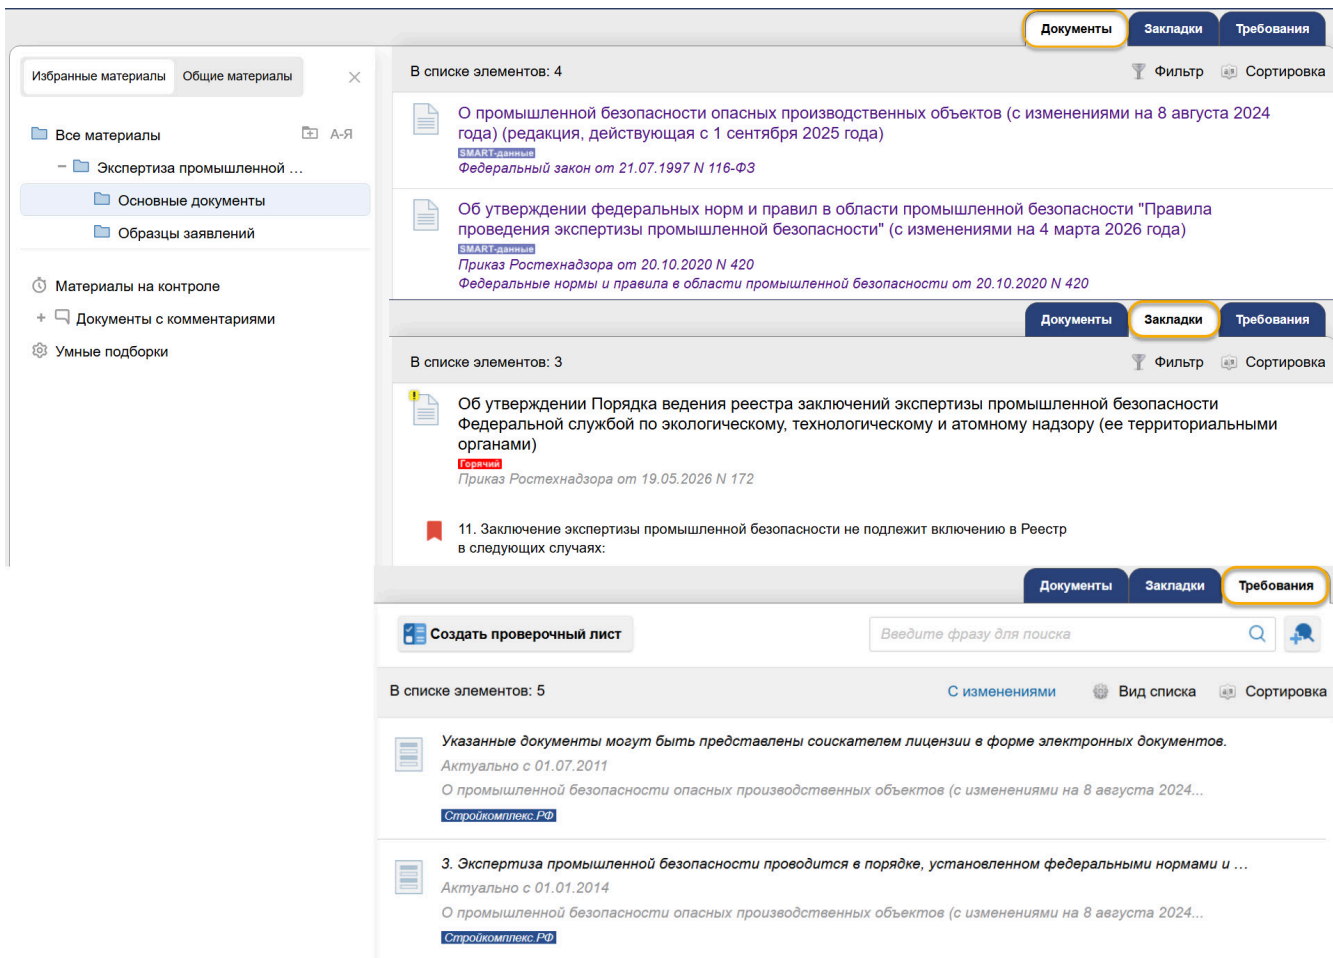 Документы Закладки Требования
Избранные материалы Общие материалы
В списке элементов: 4 Фильтр Сортировка
Все материалы А-Я
Экспертиза промышленной ...
Основные документы
Образцы заявлений
Материалы на контроле
Документы с комментариями
Умные подборки
О промышленной безопасности опасных производственных объектов (с изменениями на 8 августа 2024
года) (редакция, действующая с 1 сентября 2025 года)
SMART-данные
Федеральный закон от 21.07.1997 N 116-ФЗ
Об утверждении федеральных норм и правил в области промышленной безопасности "Правила
проведения экспертизы промышленной безопасности" (с изменениями на 4 марта 2026 года)
SMART-данные
Приказ Ростехнадзора от 20.10.2020 N 420
Федеральные нормы и правила в области промышленной безопасности от 20.10.2020 N 420
Документы Закладки Требования
В списке элементов: 3 Фильтр Сортировка
Об утверждении Порядка ведения реестра заключений экспертизы промышленной безопасности
Федеральной службой по экологическому, технологическому и атомному надзору (ее территориальными
органами)
Горячий
Приказ Ростехнадзора от 19.05.2026 N 172
11. Заключение экспертизы промышленной безопасности не подлежит включению в Реестр
в следующих случаях:
Документы Закладки Требования
Создать проверочный лист Введите фразу для поиска
В списке элементов: 5 С изменениями Вид списка Сортировка
Указанные документы могут быть представлены соискателем лицензии в форме электронных документов.
Актуально с 01.07.2011
О промышленной безопасности опасных производственных объектов (с изменениями на 8 августа 2024...
Стройкомплекс.РФ
3. Экспертиза промышленной безопасности проводится в порядке, установленном федеральными нормами и ...
Актуально с 01.01.2014
О промышленной безопасности опасных производственных объектов (с изменениями на 8 августа 2024...
Стройкомплекс.РФ